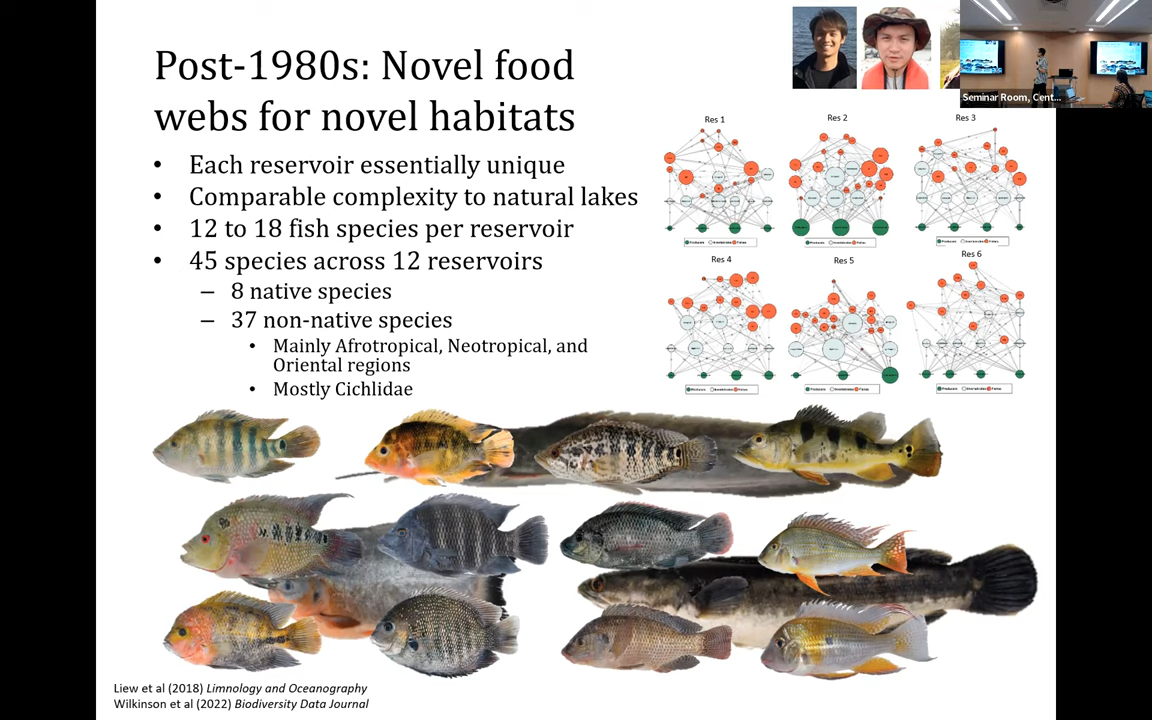 Post-1980s: Novel food
webs for novel habitats
• Each reservoir essentially unique
• Comparable complexity to natural lakes
• 12 to 18 fish species per reservoir
• 45 species across 12 reservoirs
– 8 native species
– 37 non-native species
• Mainly Afrotropical, Neotropical, and
Oriental regions
• Mostly Cichlidae
Seminar Room, Cent...
Res 1
Res 2
Res 3
Res 4
Res 5
Res 6
Liew et al (2018) Limnology and Oceanography
Wilkinson et al (2022) Biodiversity Data Journal